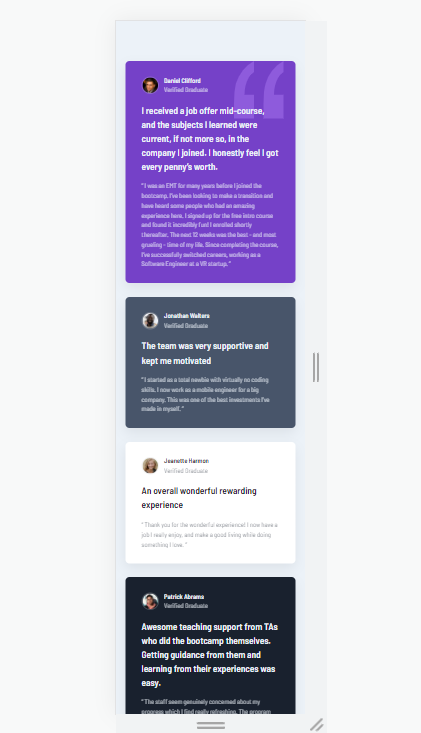 Daniel Clifford
Verified Graduate
I received a job offer mid-course,
and the subjects I learned were
current, if not more so, in the
company I joined. I honestly feel I got
every penny's worth.
"I was an EMT for many years before I joined the
bootcamp. I've been looking to make a transition and
have heard some people who had an amazing
experience here. I signed up for the free intro course
and found it incredibly fun! I enrolled shortly
thereafter. The next 12 weeks was the best - and most
grueling - time of my life. Since completing the course,
I've successfully switched careers, working as a
Software Engineer at a VR startup."
Jonathan Walters
Verified Graduate
The team was very supportive and
kept me motivated
"I started as a total newbie with virtually no coding
skills. I now work as a mobile engineer for a big
company. This was one of the best investments I've
made in myself."
Jeanette Harmon
Verified Graduate
An overall wonderful rewarding
experience
"Thank you for the wonderful experience! I now have a
job I really enjoy, and make a good living while doing
something I love."
Patrick Abrams
Verified Graduate
Awesome teaching support from TAs
who did the bootcamp themselves.
Getting guidance from them and
learning from their experiences was
easy.
"The staff seem genuinely concerned about my
progress which I find really refreshing. The program